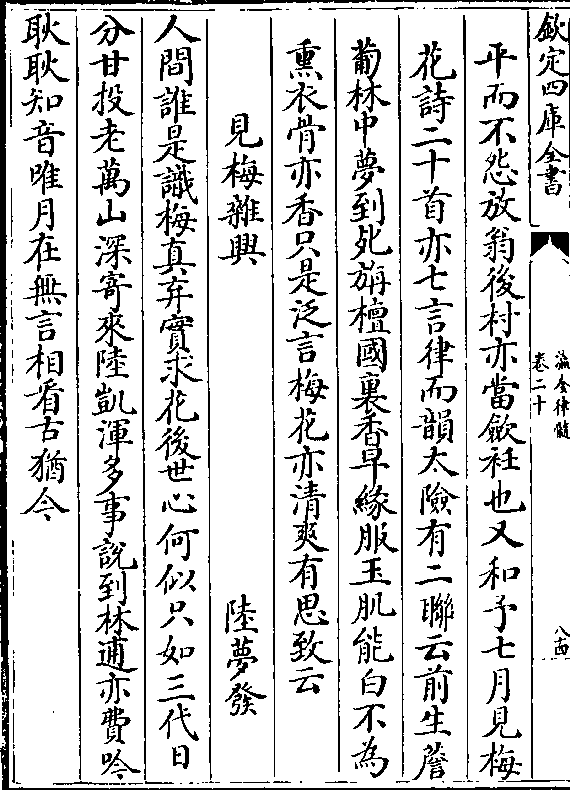 欽定四庫全書
瀛奎律髓
卷二十
平而不怨放翁後村亦當歛衽也又和予七月見梅
花詩二十首亦七言律而韻太險有二聯云前生薝
蔔林中夢到死旃檀國裏香早緣服玉肌能白不為
熏衣骨亦香只是泛言梅花亦清爽有思致云
見梅雜興　陸夢發
人間誰是識梅真弃實求花後世心何似只如三代日
分甘投老萬山深寄來陸凱渾多事說到林逋亦費吟
耿耿知音唯月在無言相看古猶今